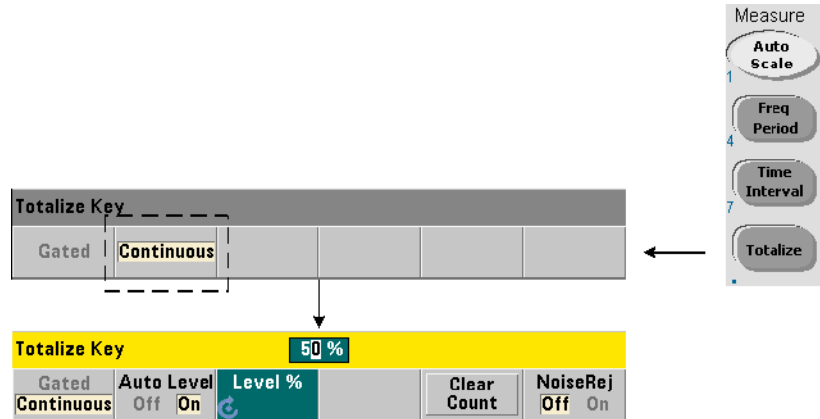 Measure
Auto
Scale
1
Freq
Period
4
Time
Interval
7
Totalize
.
Totalize Key
Gated Continuous
Totalize Key 50 %
Gated Auto Level Level % Clear NoiseRej
Continuous Off On Count Off On